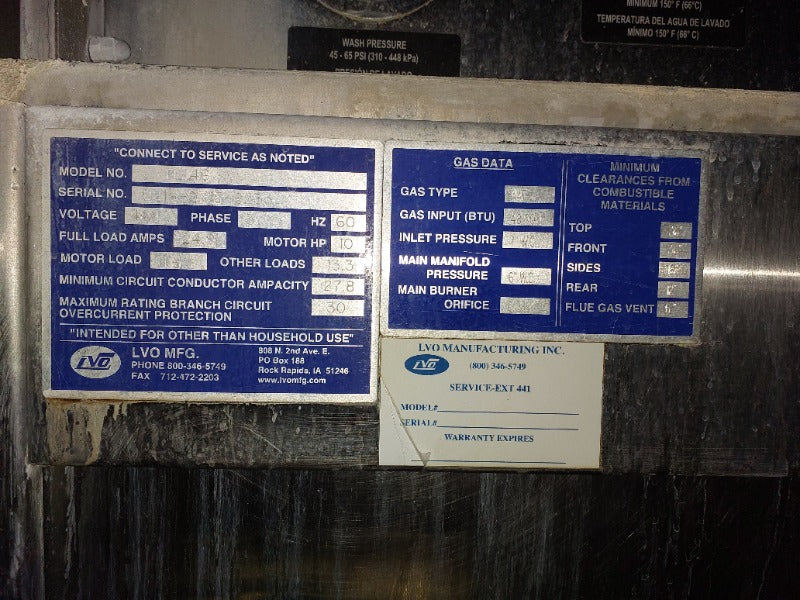 MINIMUM 150° F (66°C)
TEMPERATURA DEL AGUA DE LAVADO
MÍNIMO 150° F (66° C)
WASH PRESSURE
45 - 65 PSI (310 - 448 kPa)
PRESIÓN DE LAVADO
"CONNECT TO SERVICE AS NOTED"
MODEL NO.
SERIAL NO.
VOLTAGE PHASE HZ 60
FULL LOAD AMPS MOTOR HP 10
MOTOR LOAD OTHER LOADS 13.3
MINIMUM CIRCUIT CONDUCTOR AMPACITY 27.8
MAXIMUM RATING BRANCH CIRCUIT
OVERCURRENT PROTECTION 30
"INTENDED FOR OTHER THAN HOUSEHOLD USE"
LVO
LVO MFG.
PHONE 800-346-5749
FAX 712-472-2203
808 N. 2nd Ave. E.
PO Box 188
Rock Rapids, IA 51246
www.lvomfg.com
GAS DATA
GAS TYPE
GAS INPUT (BTU)
INLET PRESSURE
MAIN MANIFOLD
PRESSURE
MAIN BURNER
ORIFICE
MINIMUM
CLEARANCES FROM
COMBUSTIBLE
MATERIALS
TOP
FRONT
SIDES
REAR
FLUE GAS VENT
LVO MANUFACTURING INC.
LVO
(800) 346-5749
SERVICE-EXT 441
MODEL#
SERIAL#
WARRANTY EXPIRES